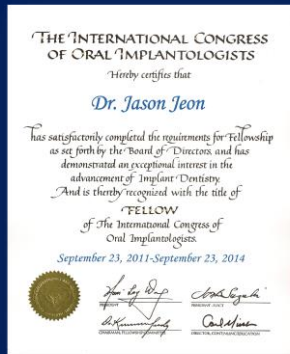 THE INTERNATIONAL CONGRESS
OF ORAL IMPLANTOLOGISTS
Hereby certifies that
Dr. Jason Jeon
has satisfactorily completed the requirments for Fellowship
as set forth by the Board of Directors, and has
demonstrated an exceptional interest in the
advancement of Implant Dentistry.
And is thereby recognized with the title of
FELLOW
of The International Congress of
Oral Implantologists.
September 23, 2011-September 23, 2014
PRESIDENT